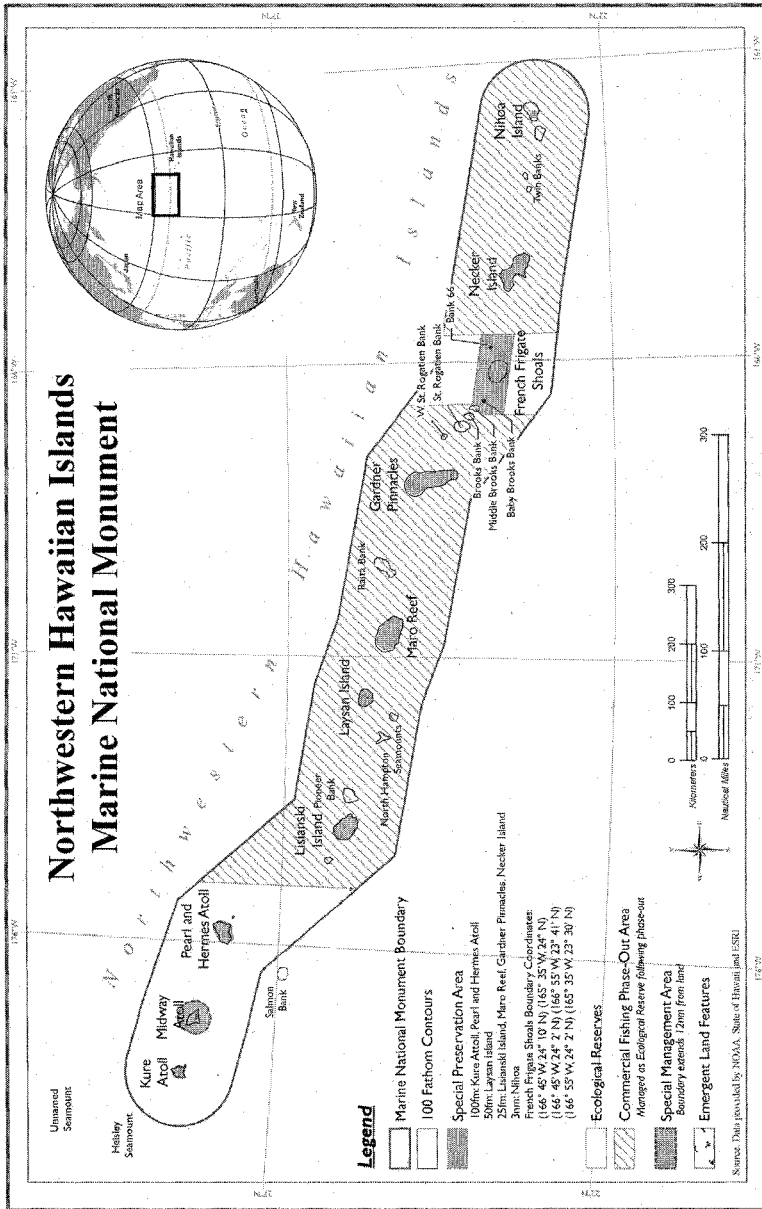 Northwestern Hawaiian Islands
Marine National Monument
Northwestern
Hawaiian
Islands
Map Area
Hawaiian
Islands
Pacific
Ocean
New
Zealand
Unnamed
Seamount
Helsley
Seamount
Kure
Atoll
Midway
Atoll
Pearl and
Hermes Atoll
Salmon
Bank
Lisianski
Island
Pioneer
Bank
North Hampton
Seamounts
Laysan Island
Maro Reef
Raita Bank
Gardner
Pinnacles
W St. Rogatien Bank
St. Rogatien Bank
Bank 66
Brooks Bank
Middle Brooks Bank
Baby Brooks Bank
French Frigate
Shoals
Necker
Island
Twin Banks
Nihoa
Island
Legend
Marine National Monument Boundary
100 Fathom Contours
Special Preservation Area
100fm: Kure Attoll, Pearl and Hermes Atoll
50fm: Laysan Island
25fm: Lisianski Island, Maro Reef, Gardner Pinnacles, Necker Island
3nm: Nihoa
French Frigate Shoals Boundary Coordinates:
(166° 45' W, 24° 10' N) (165° 35' W, 24° N)
(166° 45' W, 24° 2' N) (166° 55' W, 23° 41' N)
(166° 55' W, 24° 2' N) (165° 35' W, 23° 30' N)
Ecological Reserves
Commercial Fishing Phase-Out Area
Managed as Ecological Reserve following phase-out
Special Management Area
Boundary extends 12nm from land
Emergent Land Features
0 100 200 300
Kilometers
0 100 200 300
Nautical Miles
Source: Data provided by NOAA, State of Hawaii and ESRI